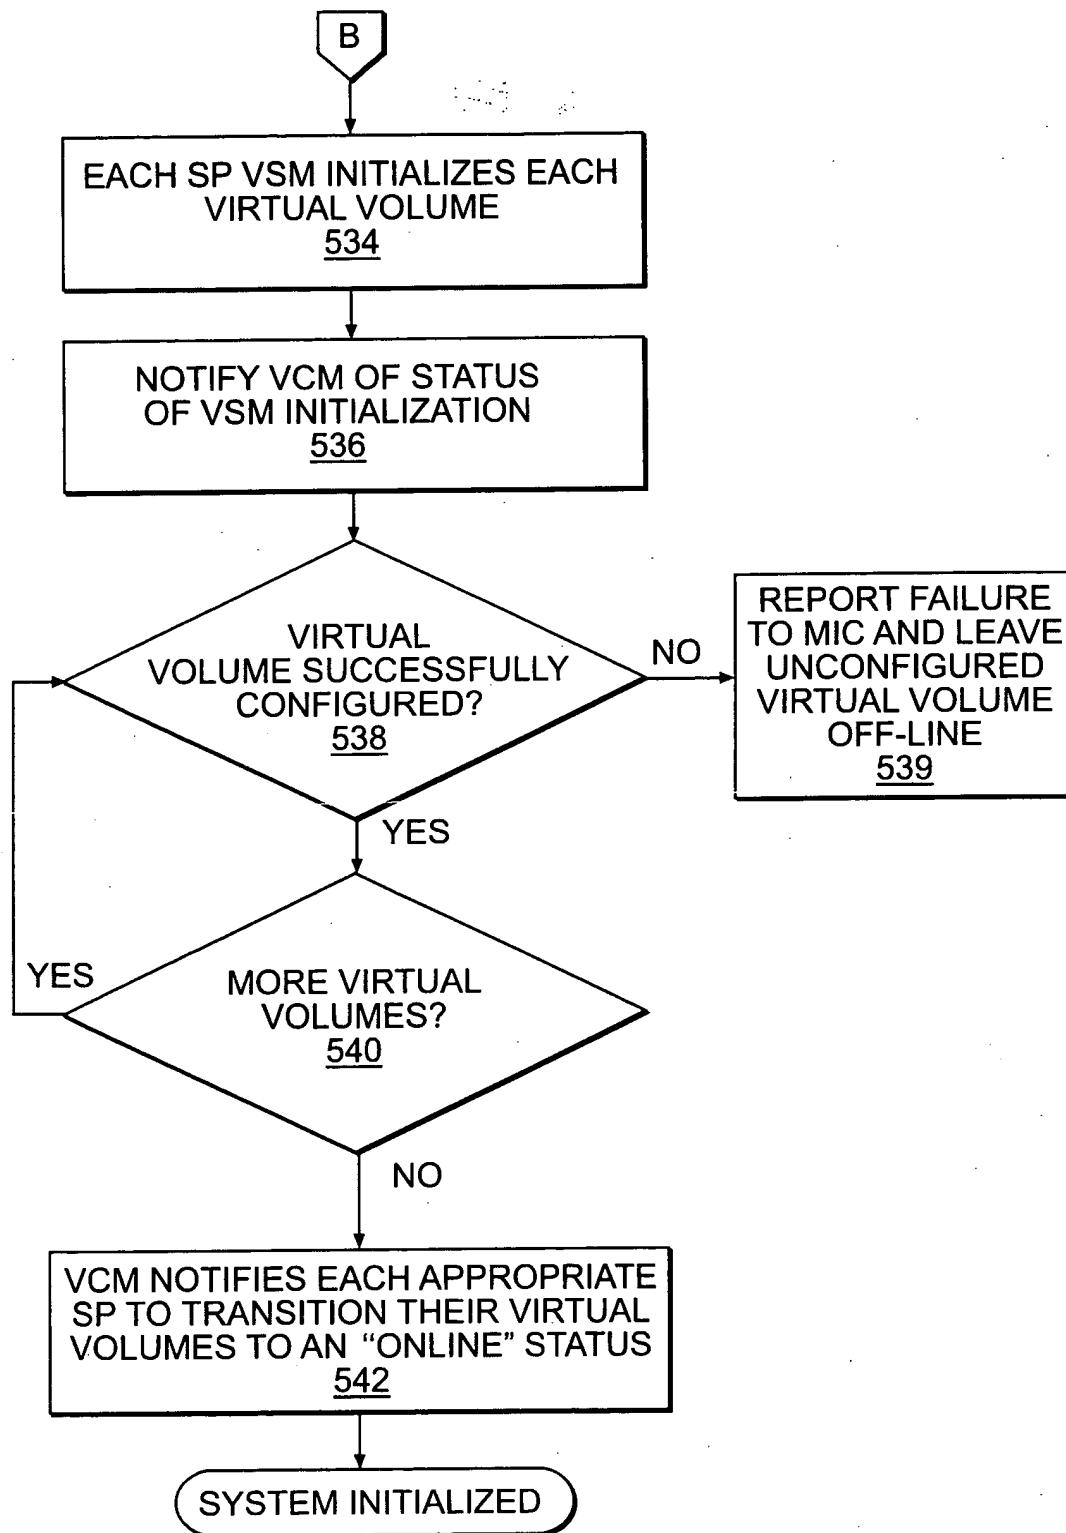 B
EACH SP VSM INITIALIZES EACH
VIRTUAL VOLUME
534
NOTIFY VCM OF STATUS
OF VSM INITIALIZATION
536
VIRTUAL
VOLUME SUCCESSFULLY
CONFIGURED?
538
NO
REPORT FAILURE
TO MIC AND LEAVE
UNCONFIGURED
VIRTUAL VOLUME
OFF-LINE
539
YES
YES
MORE VIRTUAL
VOLUMES?
540
NO
VCM NOTIFIES EACH APPROPRIATE
SP TO TRANSITION THEIR VIRTUAL
VOLUMES TO AN “ONLINE” STATUS
542
SYSTEM INITIALIZED